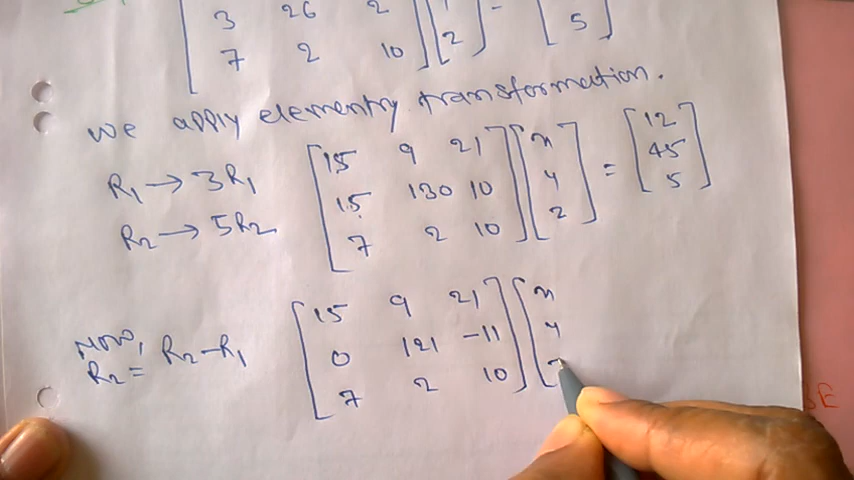 3 26 2
7 2 10 2 = 5
We apply elementry transformation.
R1 → 3R1
R2 → 5R2
15 9 21 x 12
15 130 10 y = 45
7 2 10 z 5
Now,
R2 = R2-R1
15 9 21 x
0 121 -11 y
7 2 10